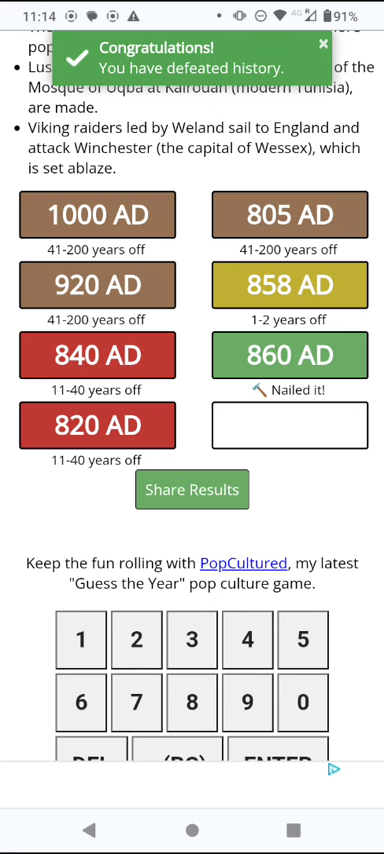 11:14
40
91%
pop
Congratulations!
You have defeated history.
×
Lus
of the
Mosque of Uqba at Kairouan (modern Tunisia),
are made.
Viking raiders led by Weland sail to England and
attack Winchester (the capital of Wessex), which
is set ablaze.
1000 AD
805 AD
41-200 years off
41-200 years off
920 AD
858 AD
41-200 years off
1-2 years off
840 AD
860 AD
11-40 years off
Nailed it!
820 AD
11-40 years off
Share Results
Keep the fun rolling with PopCultured, my latest
"Guess the Year" pop culture game.
1 2 3 4 5
6 7 8 9 0
DEL (BC) ENTER